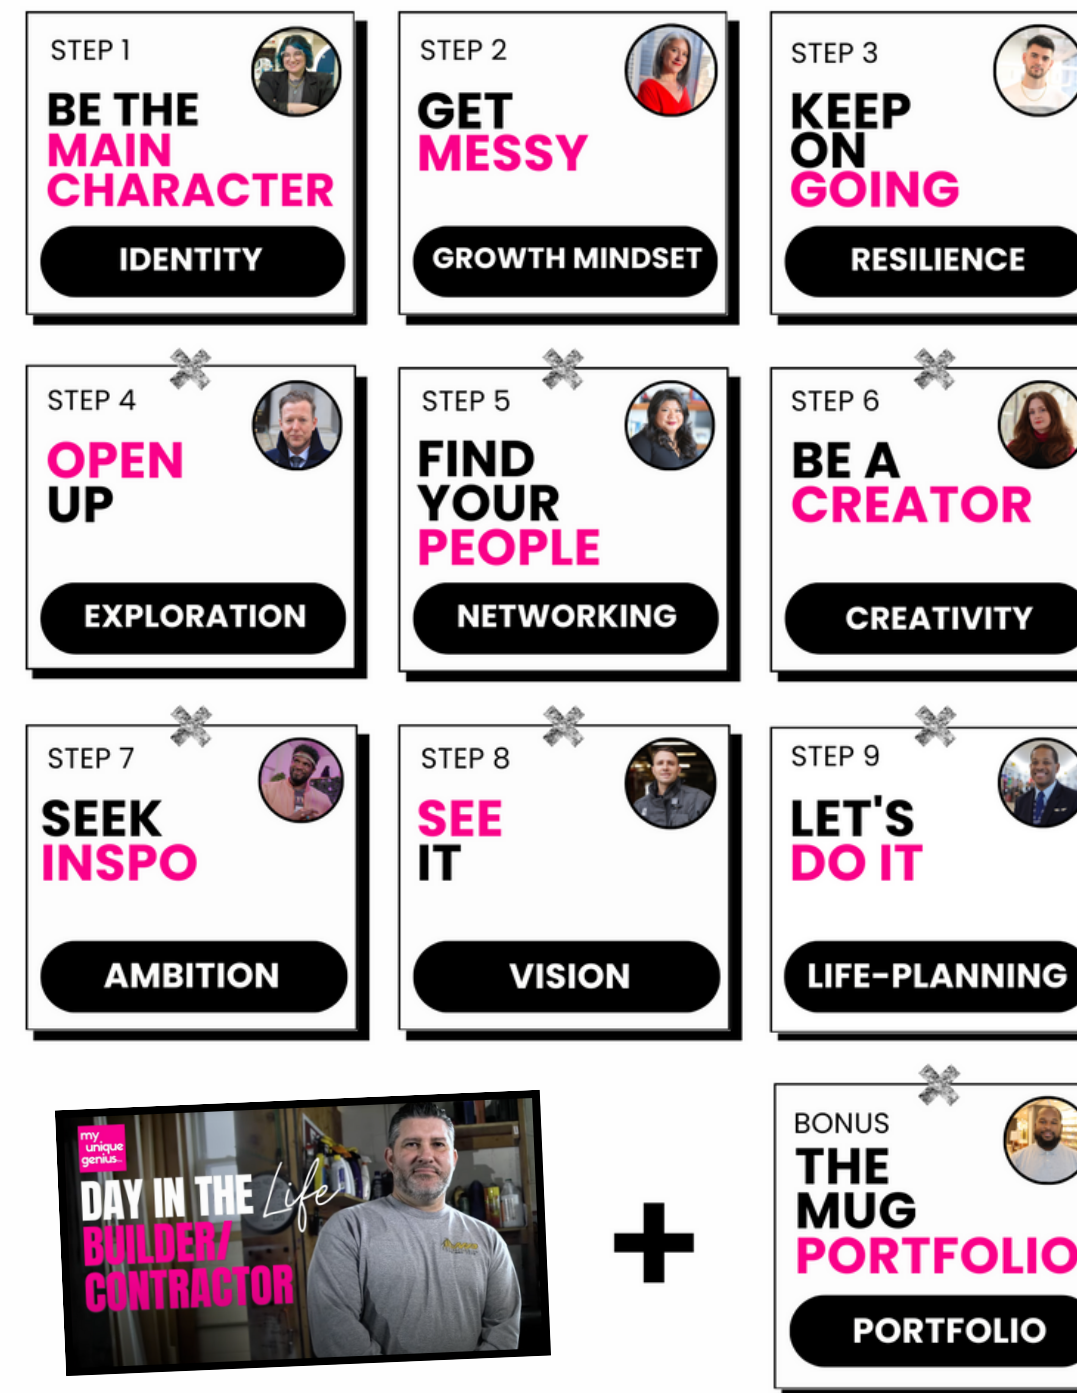 STEP 1
BE THE
MAIN
CHARACTER
IDENTITY
STEP 2
GET
MESSY
GROWTH MINDSET
STEP 3
KEEP
ON
GOING
RESILIENCE
STEP 4
OPEN
UP
EXPLORATION
STEP 5
FIND
YOUR
PEOPLE
NETWORKING
STEP 6
BE A
CREATOR
CREATIVITY
STEP 7
SEEK
INSPO
AMBITION
STEP 8
SEE
IT
VISION
STEP 9
LET'S
DO IT
LIFE-PLANNING
my
unique
genius
DAY IN THE Life
BUILDER/
CONTRACTOR
+
BONUS
THE
MUG
PORTFOLIO
PORTFOLIO